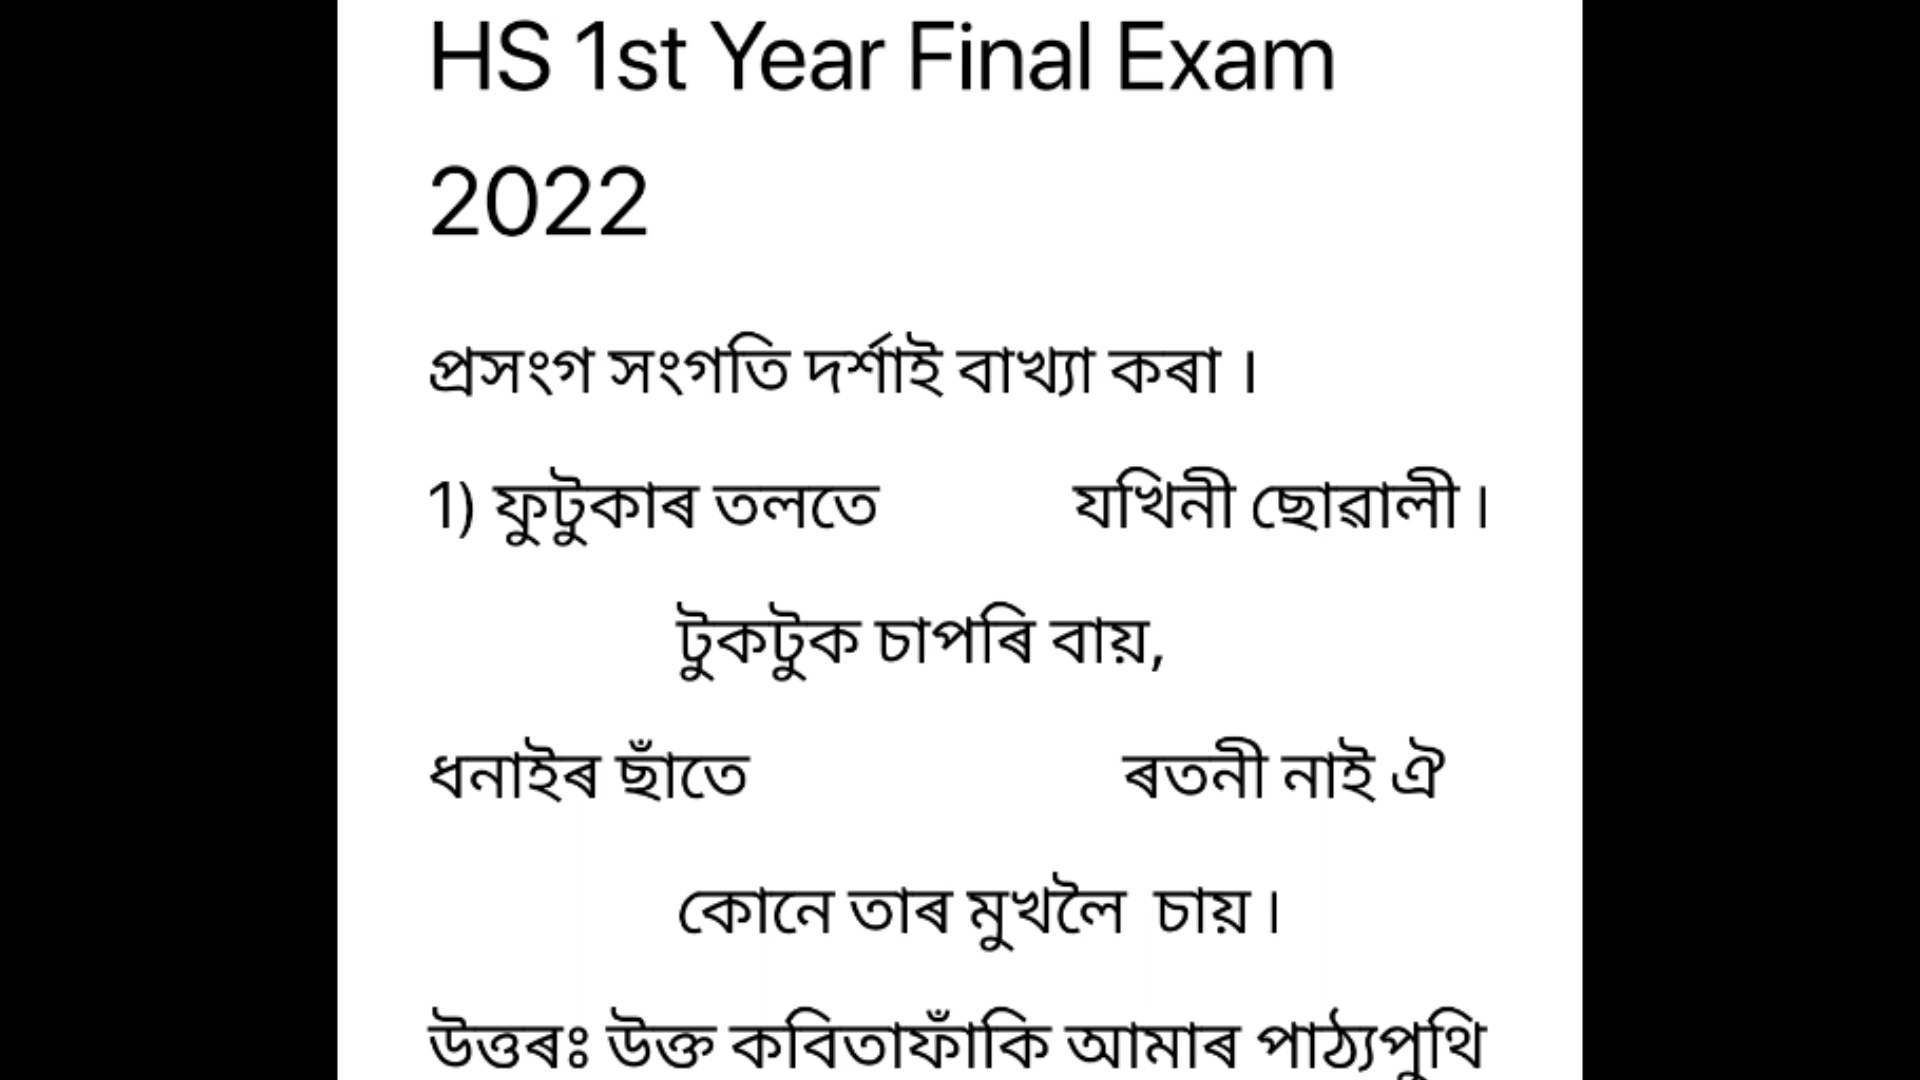 HS 1st Year Final Exam
2022
প্ৰসংগ সংগতি দৰ্শাই বাখ্যা কৰা ।
1) ফুটুকাৰ তলতে যখিনী ছোৱালী ।
টুকটুক চাপৰি বায়,
ধনাইৰ ছাঁতে ৰতনী নাই ঐ
কোনে তাৰ মুখলৈ চায় ।
উত্তৰঃ উক্ত কবিতাফাঁকি আমাৰ পাঠ্যপুথি